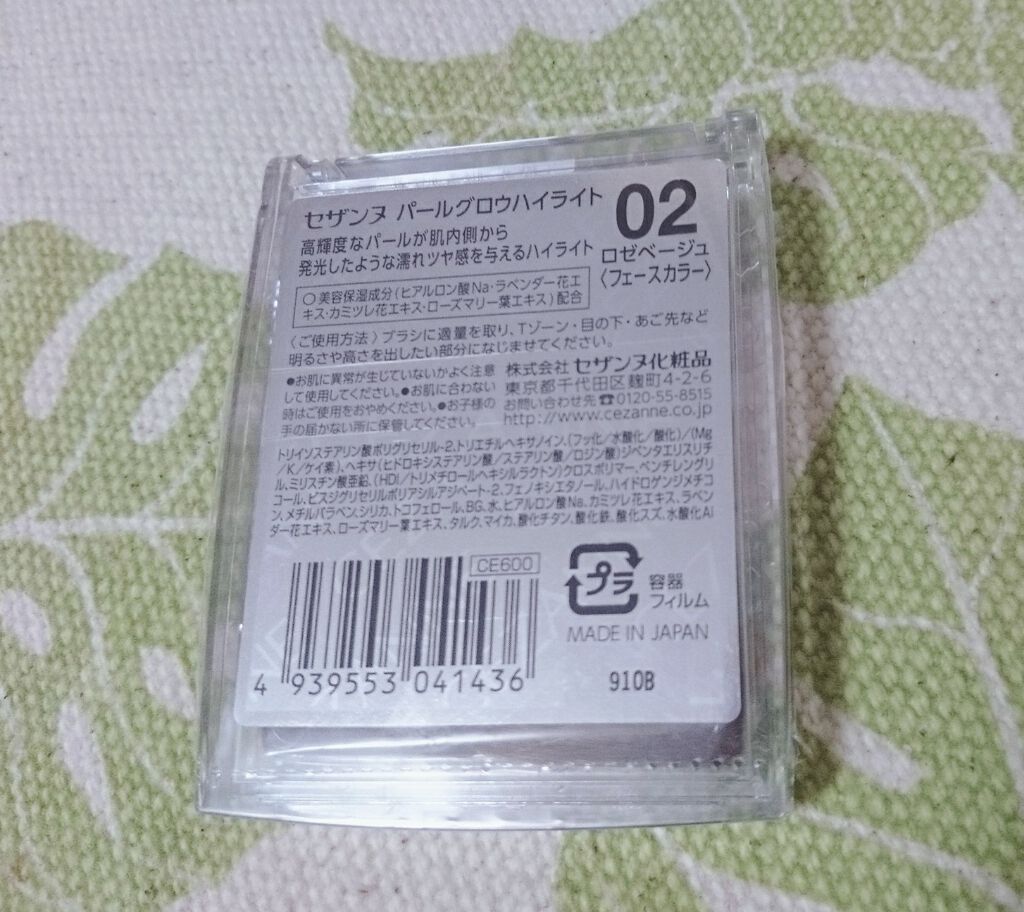 セザンヌ パールグロウハイライト
02
高輝度なパールが肌内側から
発光したような濡れツヤ感を与えるハイライト
ロゼベージュ
〈フェースカラー〉
○美容保湿成分(ヒアルロン酸Na・ラベンダー花エ
キス・カミツレ花エキス・ローズマリー葉エキス)配合
〈ご使用方法〉ブラシに適量を取り、Tゾーン・目の下・あご先など
明るさや高さを出したい部分になじませてください。
●お肌に異常が生じていないかよく注意
して使用してください。●お肌に合わない
時はご使用をおやめください。●お子様の
手の届かない所に保管してください。
株式会社 セザンヌ化粧品
東京都千代田区麹町4-2-6
お問い合わせ先☎0120-55-8515
http://www.cezanne.co.jp
トリイソステアリン酸ポリグリセリル-2、トリエチルヘキサノイン、(フッ化/水酸化/酸化)/(Mg
/K/ケイ素)、ヘキサ(ヒドロキシステアリン酸/ステアリン酸/ロジン酸)ジペンタエリスリチ
ル、ミリスチン酸亜鉛、(HDI/トリメチロールヘキシルラクトン)クロスポリマー、ペンチレングリ
コール、ビスジグリセリルポリアシルアジペート-2、フェノキシエタノール、ハイドロゲンジメチコ
ン、メチルパラベン、シリカ、トコフェロール、BG、水、ヒアルロン酸Na、カミツレ花エキス、ラベン
ダー花エキス、ローズマリー葉エキス、タルク、マイカ、酸化チタン、酸化鉄、酸化スズ、水酸化Al
CE600
プラ
容器
フィルム
MADE IN JAPAN
4 939553 041436
910B